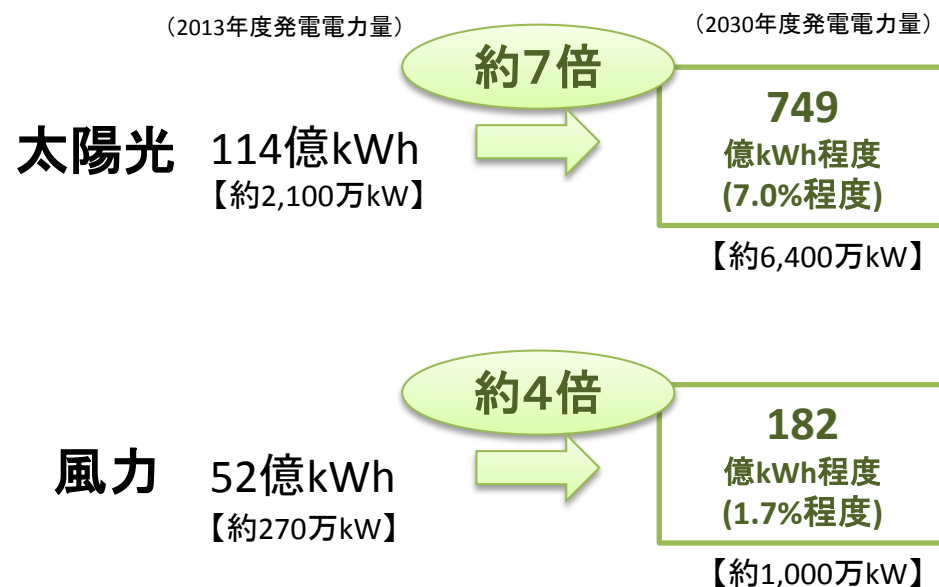 （2013年度発電電力量）
（2030年度発電電力量）
約７倍
太陽光
114億kWh
【約2,100万kW】
749
億kWh程度
(7.0%程度)
【約6,400万kW】
約４倍
風力
52億kWh
【約270万kW】
182
億kWh程度
(1.7%程度)
【約1,000万kW】